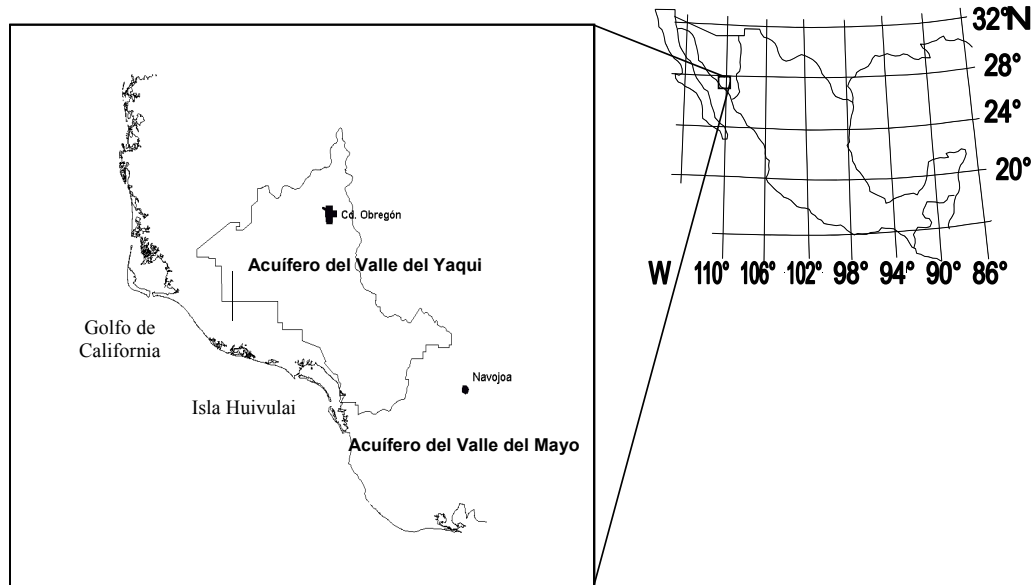 Cd. Obregón
Acuífero del Valle del Yaqui
Golfo de
California
Navojoa
Isla Huivulai
Acuífero del Valle del Mayo
32°N
28°
24°
20°
W 110° 106° 102° 98° 94° 90° 86°